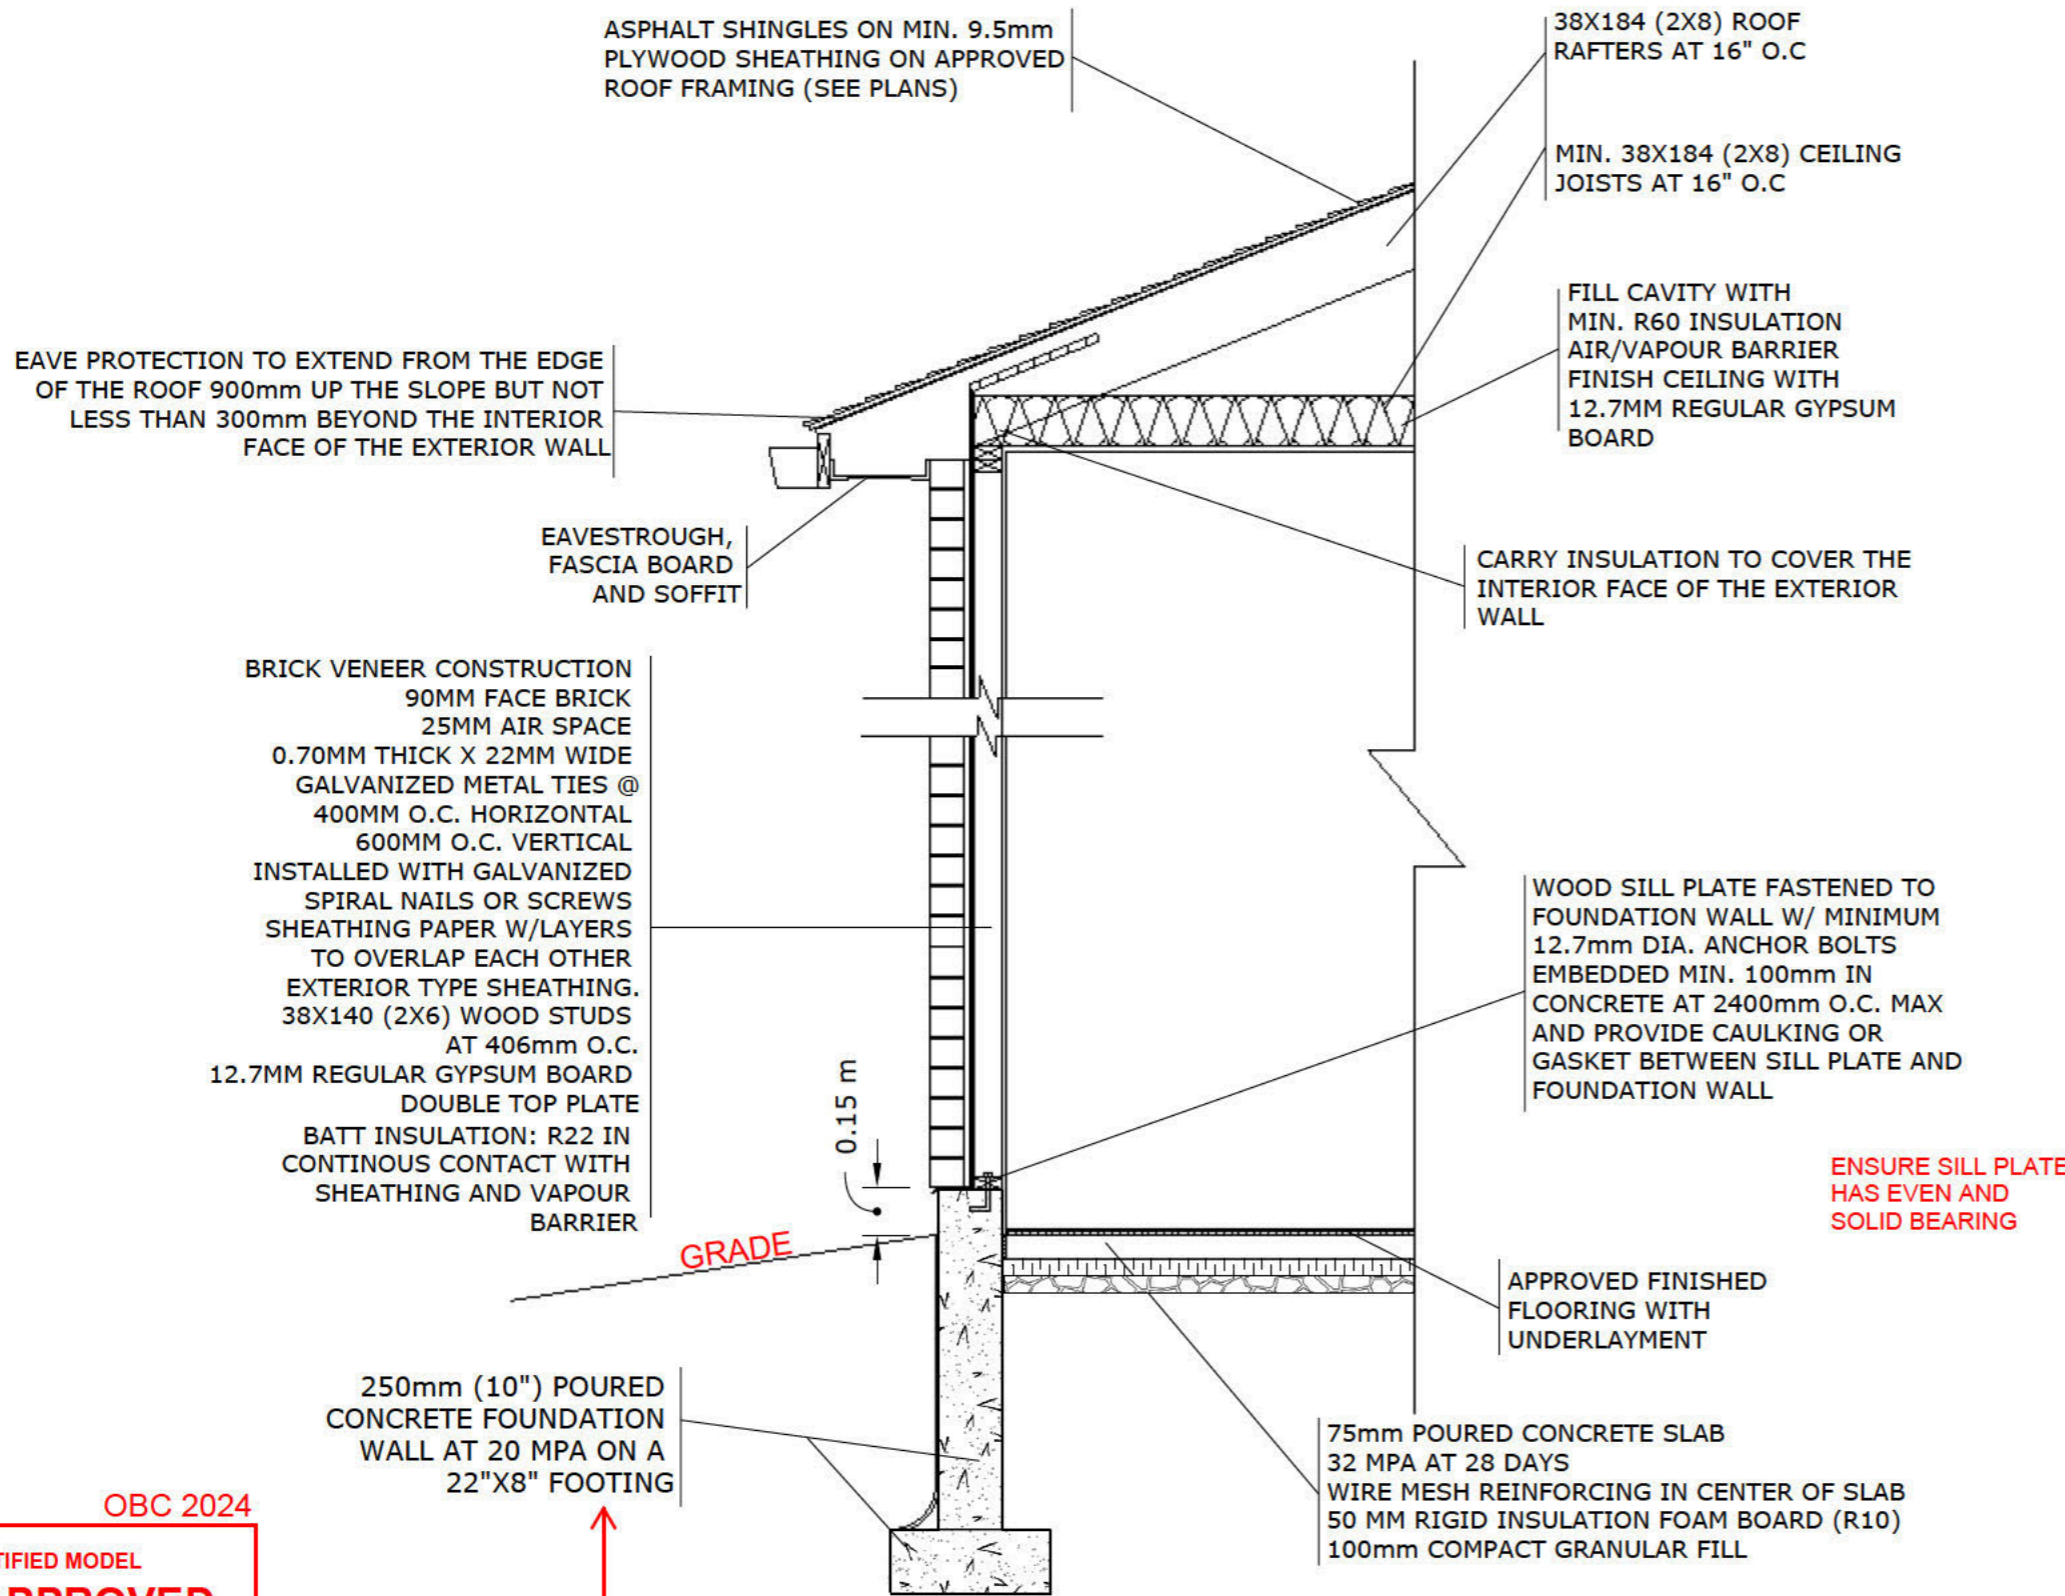 ASPHALT SHINGLES ON MIN. 9.5mm
PLYWOOD SHEATHING ON APPROVED
ROOF FRAMING (SEE PLANS)
38X184 (2X8) ROOF
RAFTERS AT 16" O.C
MIN. 38X184 (2X8) CEILING
JOISTS AT 16" O.C
FILL CAVITY WITH
MIN. R60 INSULATION
AIR/VAPOUR BARRIER
FINISH CEILING WITH
12.7MM REGULAR GYPSUM
BOARD
EAVE PROTECTION TO EXTEND FROM THE EDGE
OF THE ROOF 900mm UP THE SLOPE BUT NOT
LESS THAN 300mm BEYOND THE INTERIOR
FACE OF THE EXTERIOR WALL
EAVESTROUGH,
FASCIA BOARD
AND SOFFIT
CARRY INSULATION TO COVER THE
INTERIOR FACE OF THE EXTERIOR
WALL
BRICK VENEER CONSTRUCTION
90MM FACE BRICK
25MM AIR SPACE
0.70MM THICK X 22MM WIDE
GALVANIZED METAL TIES @
400MM O.C. HORIZONTAL
600MM O.C. VERTICAL
INSTALLED WITH GALVANIZED
SPIRAL NAILS OR SCREWS
SHEATHING PAPER W/LAYERS
TO OVERLAP EACH OTHER
EXTERIOR TYPE SHEATHING.
38X140 (2X6) WOOD STUDS
AT 406mm O.C.
12.7MM REGULAR GYPSUM BOARD
DOUBLE TOP PLATE
BATT INSULATION: R22 IN
CONTINOUS CONTACT WITH
SHEATHING AND VAPOUR
BARRIER
0.15 m
WOOD SILL PLATE FASTENED TO
FOUNDATION WALL W/ MINIMUM
12.7mm DIA. ANCHOR BOLTS
EMBEDDED MIN. 100mm IN
CONCRETE AT 2400mm O.C. MAX
AND PROVIDE CAULKING OR
GASKET BETWEEN SILL PLATE AND
FOUNDATION WALL
ENSURE SILL PLATE
HAS EVEN AND
SOLID BEARING
GRADE
APPROVED FINISHED
FLOORING WITH
UNDERLAYMENT
250mm (10") POURED
CONCRETE FOUNDATION
WALL AT 20 MPA ON A
22"X8" FOOTING
75mm POURED CONCRETE SLAB
32 MPA AT 28 DAYS
WIRE MESH REINFORCING IN CENTER OF SLAB
50 MM RIGID INSULATION FOAM BOARD (R10)
100mm COMPACT GRANULAR FILL
OBC 2024
TIFIED MODEL